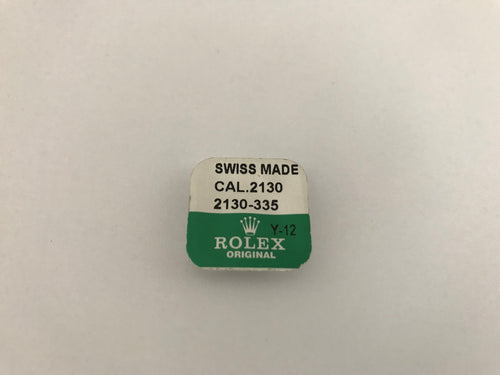 SWISS MADE
CAL.2130
2130-335
Y-12
ROLEX
ORIGINAL